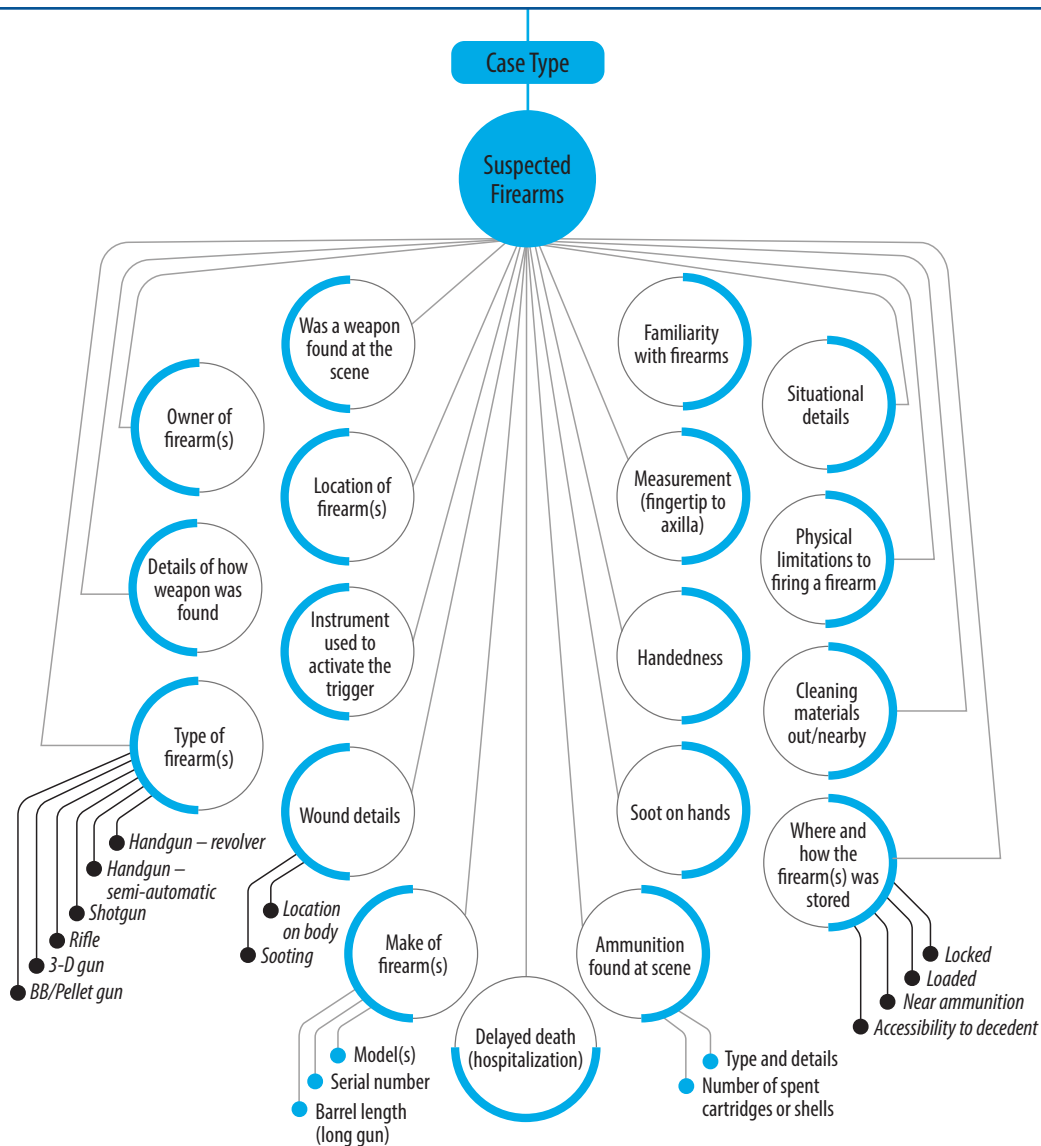 Case Type
Suspected
Firearms
Was a weapon
found at the
scene
Familiarity
with firearms
Owner of
firearm(s)
Situational
details
Location of
firearm(s)
Measurement
(fingertip to
axilla)
Details of how
weapon was
found
Physical
limitations to
firing a firearm
Instrument
used to
activate the
trigger
Handedness
Type of
firearm(s)
Cleaning
materials
out/nearby
Handgun – revolver
Handgun –
semi-automatic
Shotgun
Rifle
3-D gun
BB/Pellet gun
Wound details
Location
on body
Sooting
Soot on hands
Where and
how the
firearm(s) was
stored
Locked
Loaded
Near ammunition
Accessibility to decedent
Make of
firearm(s)
Model(s)
Serial number
Barrel length
(long gun)
Delayed death
(hospitalization)
Ammunition
found at scene
Type and details
Number of spent
cartridges or shells